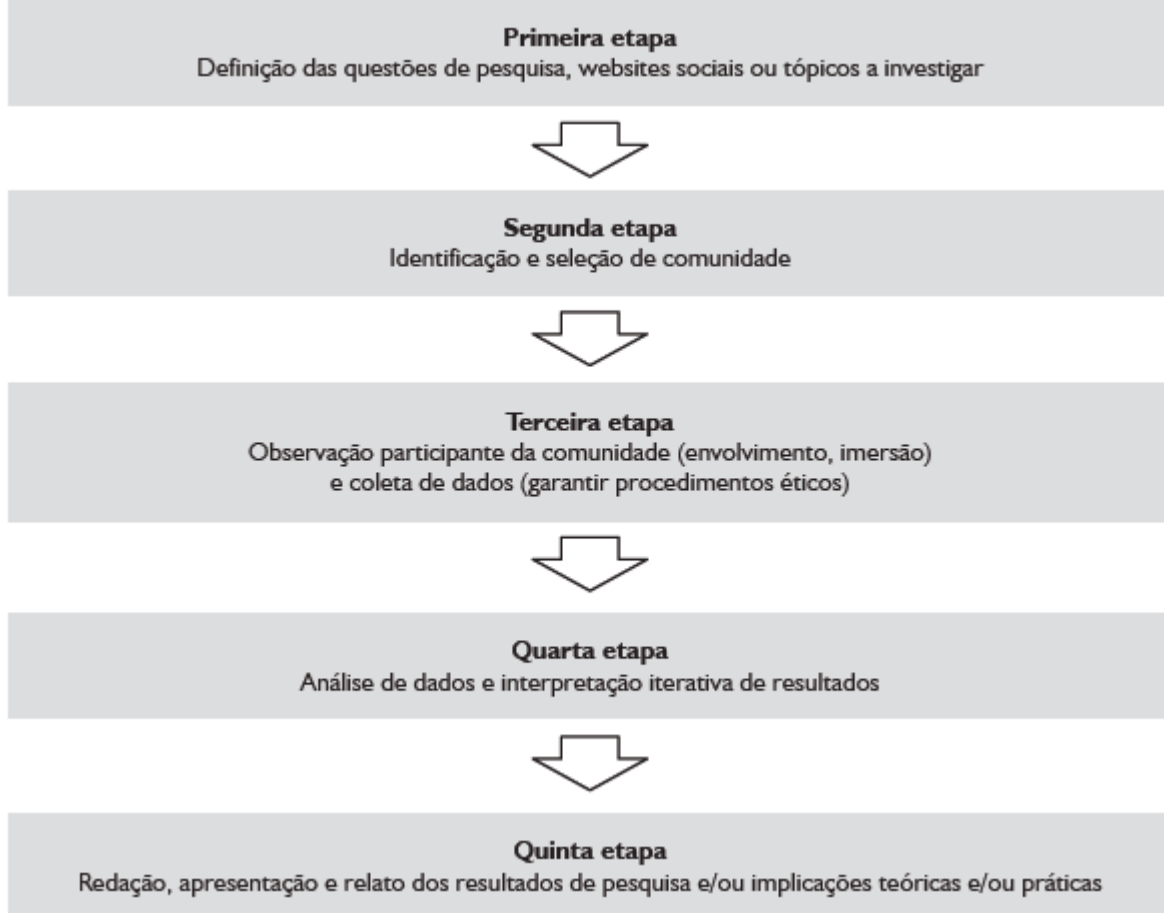 Primeira etapa
Definição das questões de pesquisa, websites sociais ou tópicos a investigar
Segunda etapa
Identificação e seleção de comunidade
Terceira etapa
Observação participante da comunidade (envolvimento, imersão)
e coleta de dados (garantir procedimentos éticos)
Quarta etapa
Análise de dados e interpretação iterativa de resultados
Quinta etapa
Redação, apresentação e relato dos resultados de pesquisa e/ou implicações teóricas e/ou práticas